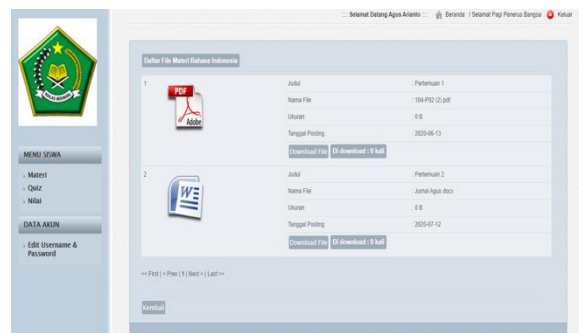 ::: Selamat Datang Agus Arianto ::: Beranda / Selamat Pagi Penerus Bangsa Keluar
Daftar File Materi Bahasa Indonesia
1 PDF Adobe
Judul : Pertemuan 1
Nama File : 104-P02 (2).pdf
Ukuran : 0 B
Tanggal Posting : 2020-06-13
Download File Di download : 0 kali
2 W
Judul : Pertemuan 2
Nama File : Jurnal Agus.docx
Ukuran : 0 B
Tanggal Posting : 2020-07-12
Download File Di download : 0 kali
<< First | < Prev | 1 | Next > | Last >>
Kembali
MENU SISWA
› Materi
› Quiz
› Nilai
DATA AKUN
› Edit Username &
Password